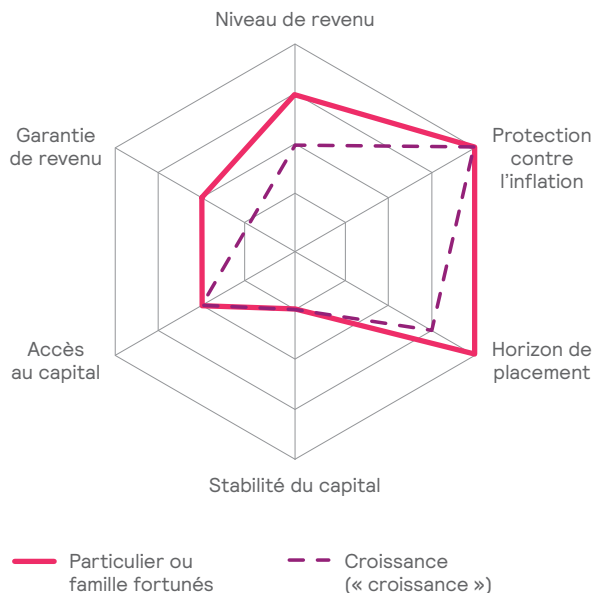 Niveau de revenu
Garantie
de revenu
Protection
contre
l’inflation
Accès
au capital
Horizon de
placement
Stabilité du capital
Particulier ou
famille fortunés
Croissance
(« croissance »)